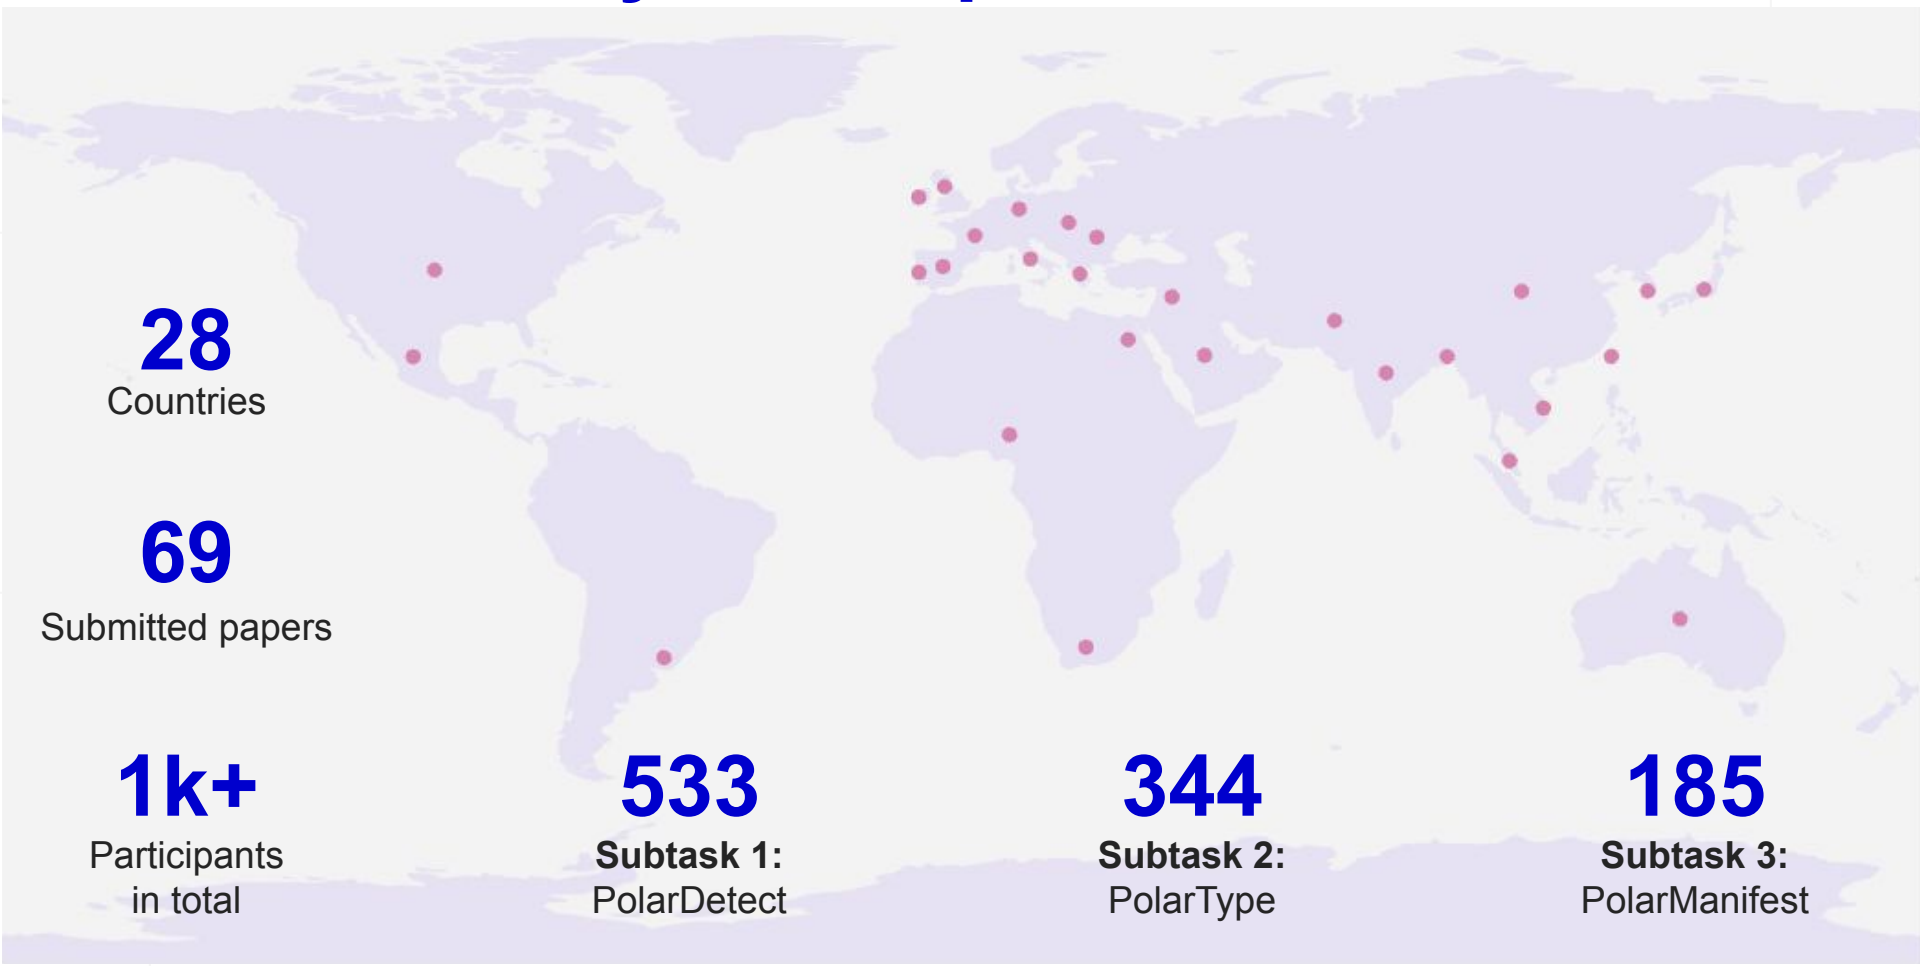 28
Countries
69
Submitted papers
1k+
Participants
in total
533
Subtask 1:
PolarDetect
344
Subtask 2:
PolarType
185
Subtask 3:
PolarManifest